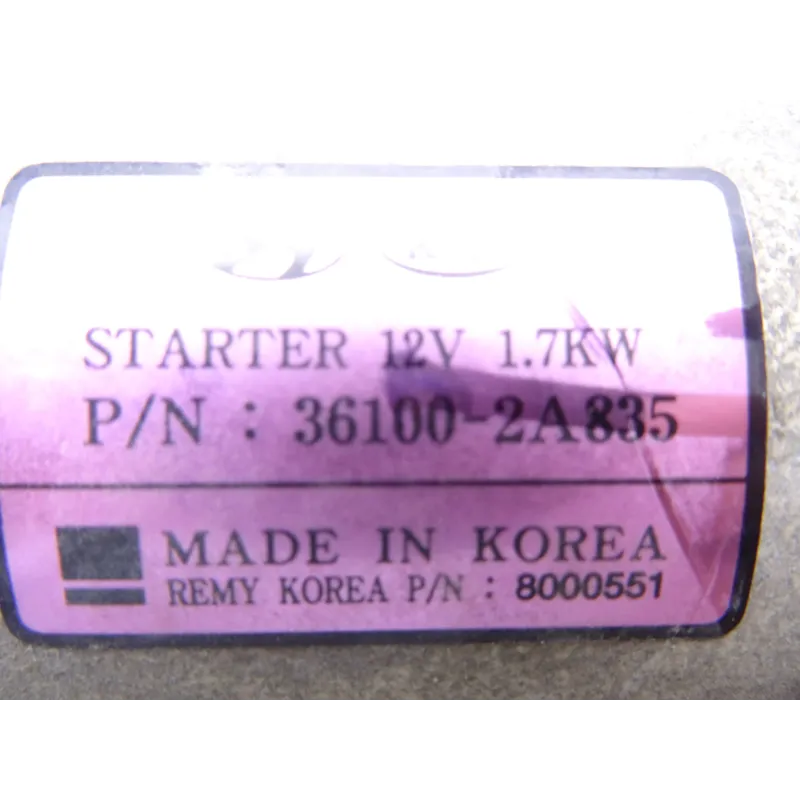 STARTER 12V 1.7KW
P/N : 36100-2A835
MADE IN KOREA
REMY KOREA P/N : 8000551